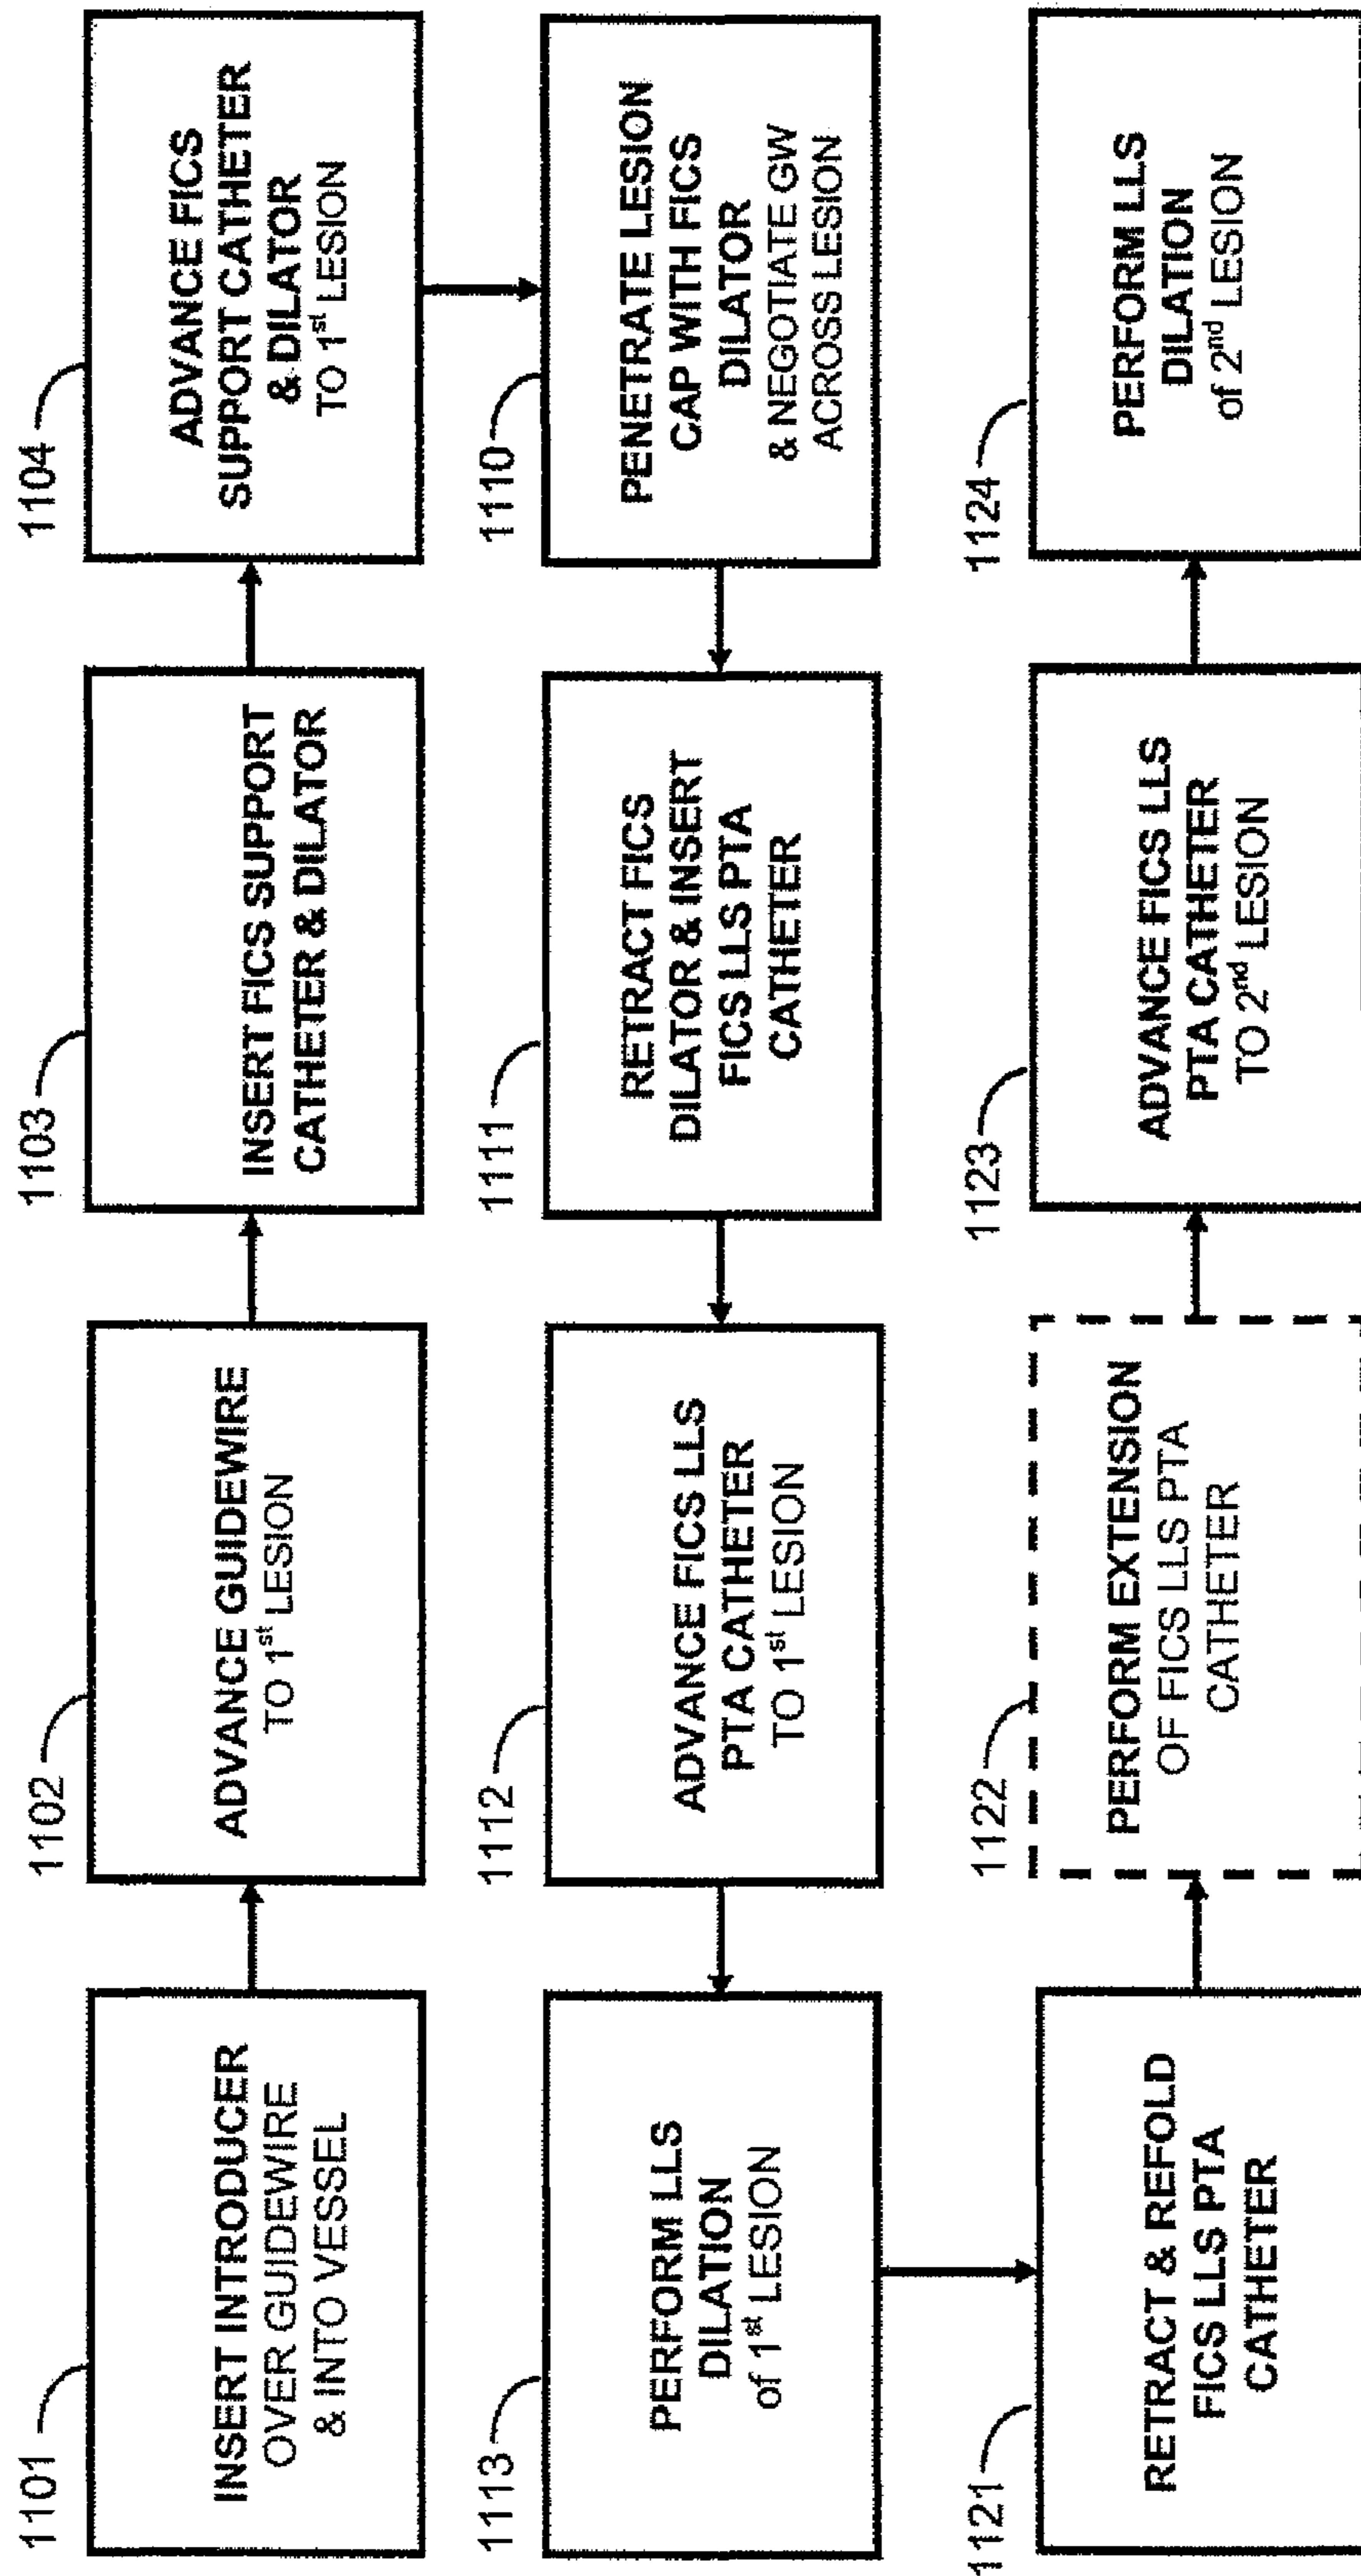 1101
INSERT INTRODUCER
OVER GUIDEWIRE
& INTO VESSEL
1102
ADVANCE GUIDEWIRE
TO 1st LESION
1103
INSERT FICS SUPPORT
CATHETER & DILATOR
1104
ADVANCE FICS
SUPPORT CATHETER
& DILATOR
TO 1st LESION
1110
PENETRATE LESION
CAP WITH FICS
DILATOR
& NEGOTIATE GW
ACROSS LESION
1111
RETRACT FICS
DILATOR & INSERT
FICS LLS PTA
CATHETER
1112
ADVANCE FICS LLS
PTA CATHETER
TO 1st LESION
1113
PERFORM LLS
DILATION
of 1st LESION
1121
RETRACT & REFOLD
FICS LLS PTA
CATHETER
1122
PERFORM EXTENSION
OF FICS LLS PTA
CATHETER
1123
ADVANCE FICS LLS
PTA CATHETER
TO 2nd LESION
1124
PERFORM LLS
DILATION
of 2nd LESION